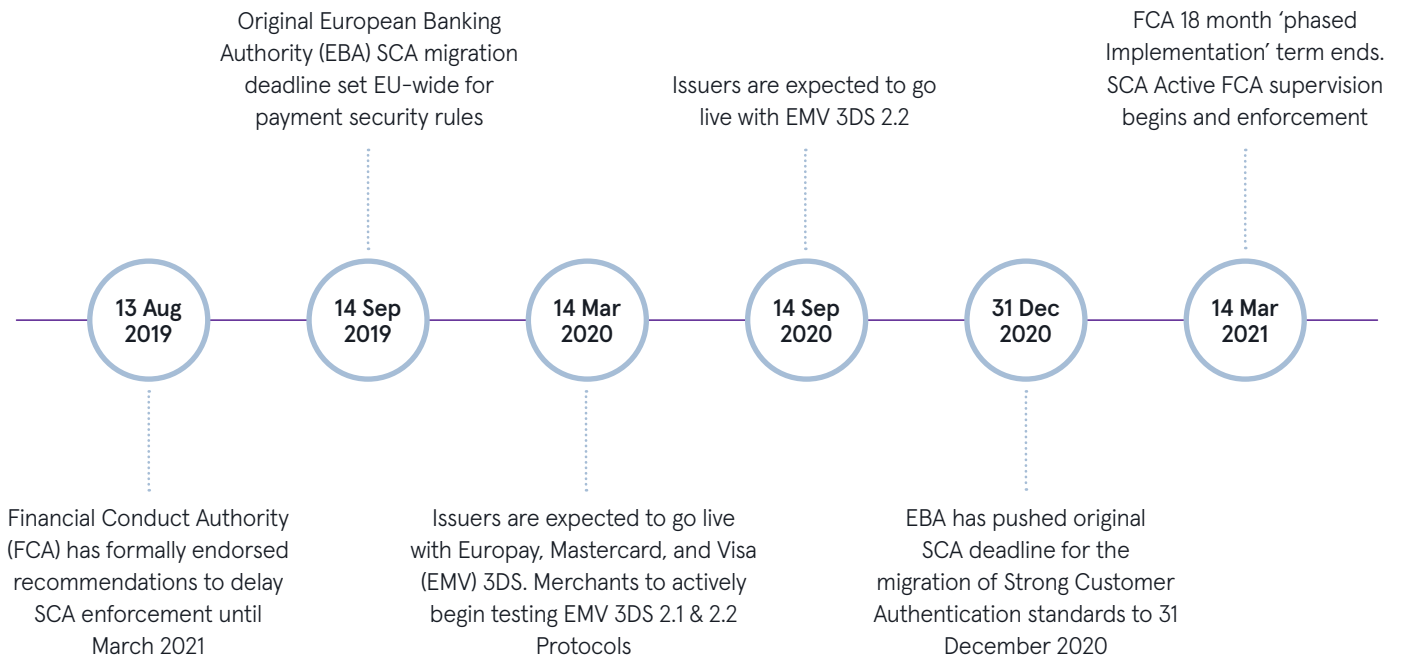 Original European Banking
Authority (EBA) SCA migration
deadline set EU-wide for
payment security rules
Issuers are expected to go
live with EMV 3DS 2.2
FCA 18 month ‘phased
Implementation’ term ends.
SCA Active FCA supervision
begins and enforcement
13 Aug
2019
14 Sep
2019
14 Mar
2020
14 Sep
2020
31 Dec
2020
14 Mar
2021
Financial Conduct Authority
(FCA) has formally endorsed
recommendations to delay
SCA enforcement until
March 2021
Issuers are expected to go live
with Europay, Mastercard, and Visa
(EMV) 3DS. Merchants to actively
begin testing EMV 3DS 2.1 & 2.2
Protocols
EBA has pushed original
SCA deadline for the
migration of Strong Customer
Authentication standards to 31
December 2020